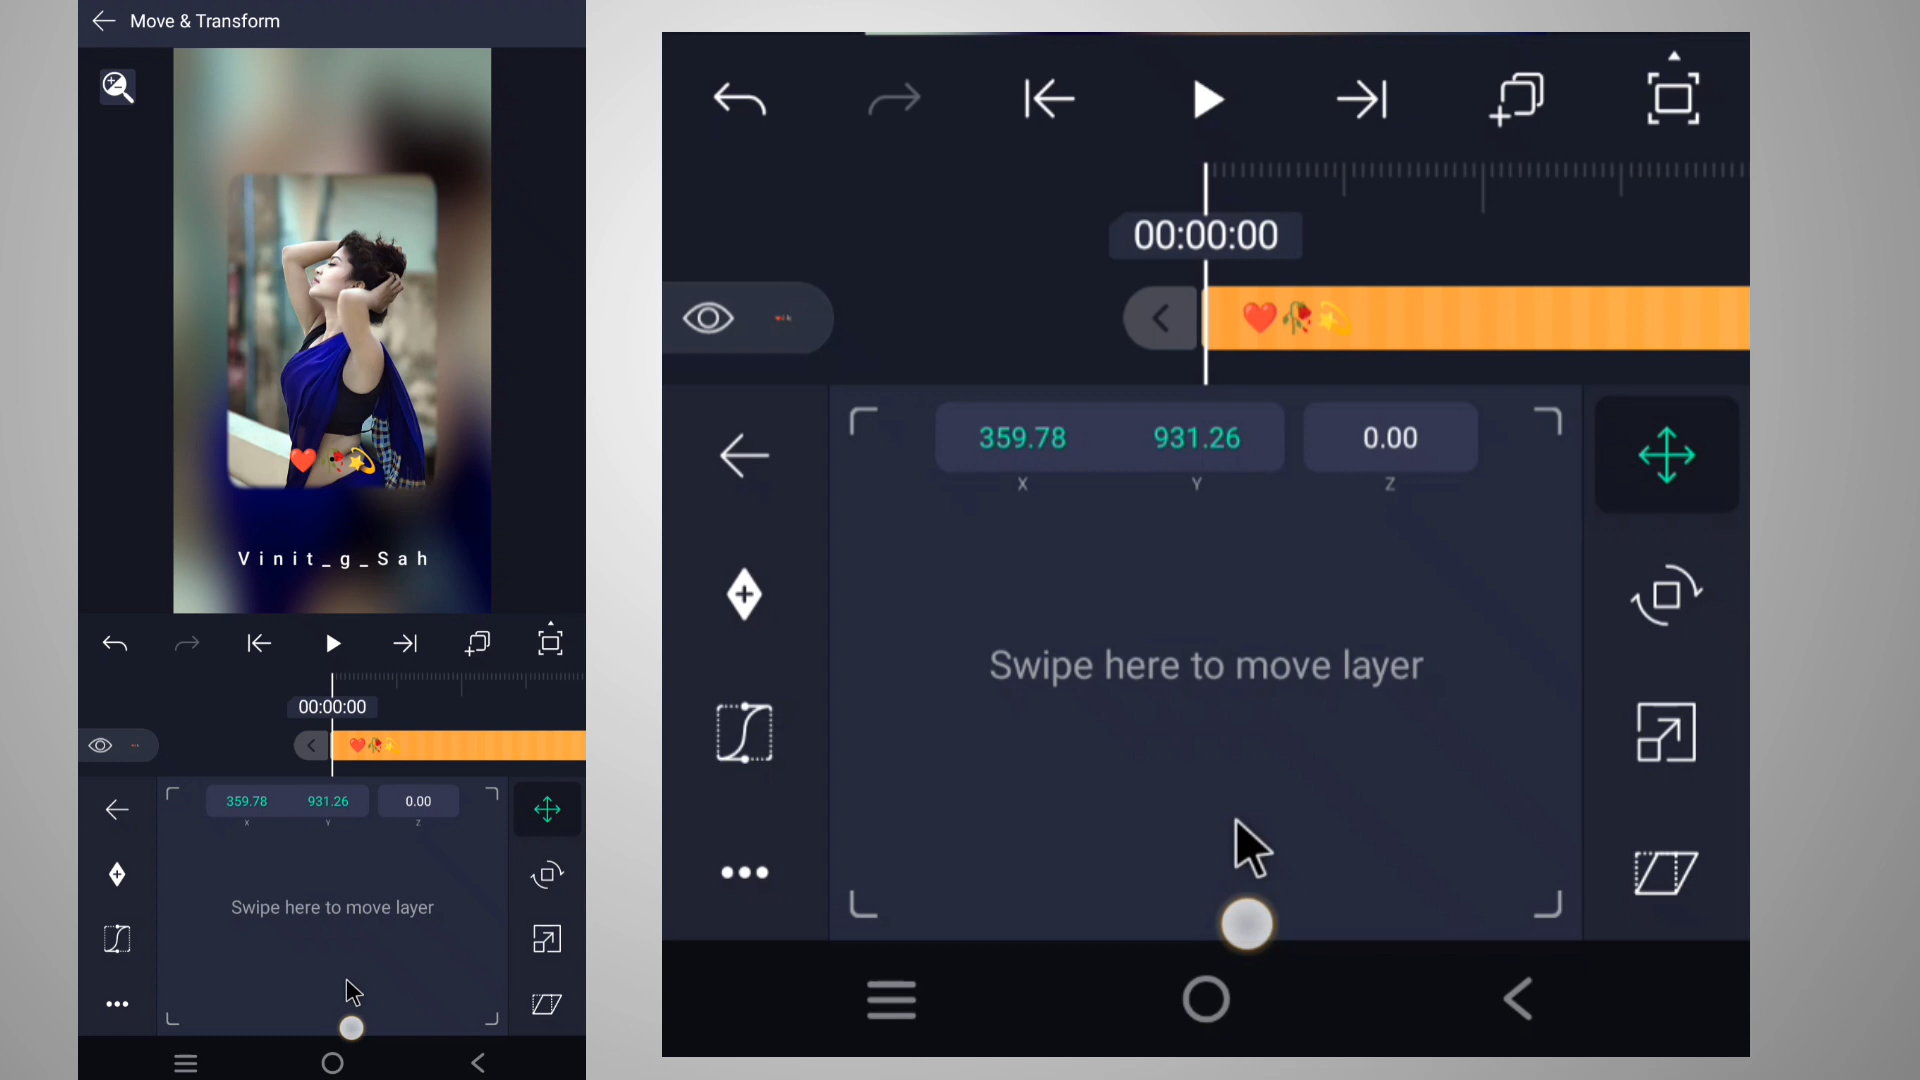 Move & Transform
Vinit_g_Sah
00:00:00
❤️🥀💫
359.78 931.26 0.00
X Y Z
Swipe here to move layer
00:00:00
❤️🥀💫
359.78 931.26 0.00
X Y Z
Swipe here to move layer